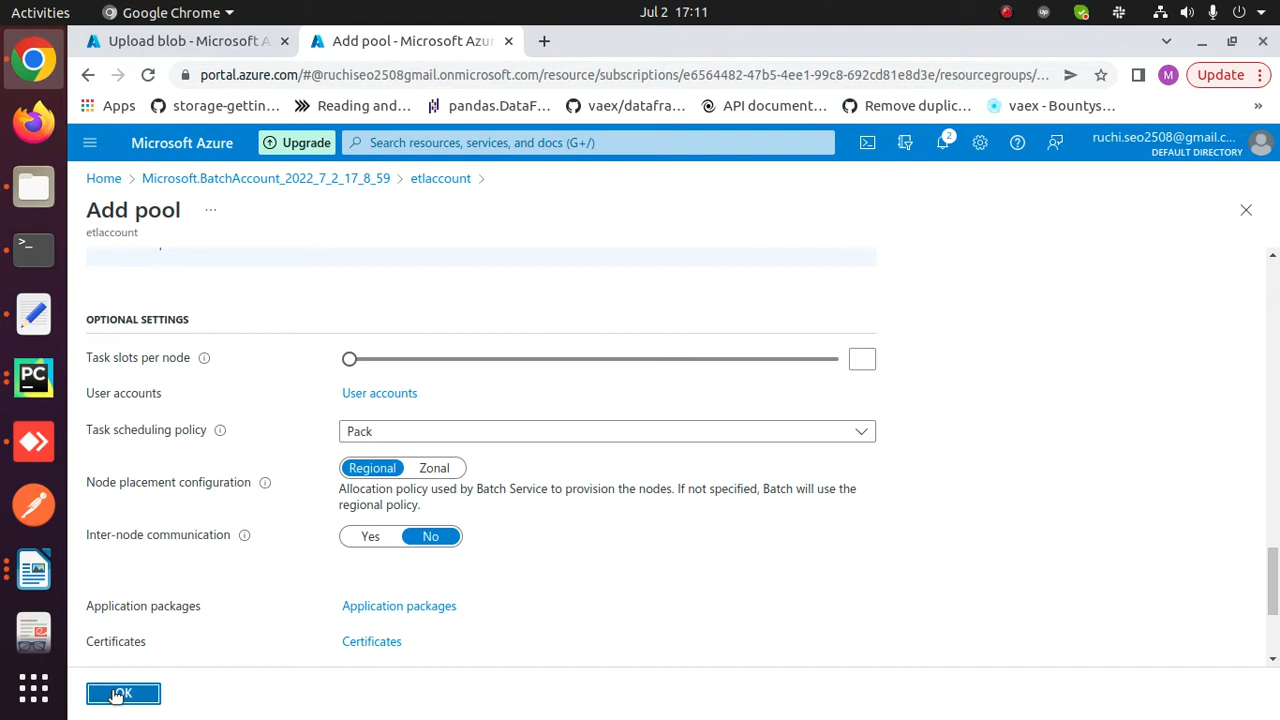 Activities
Google Chrome
Jul 2 17:11
Upload blob - Microsoft A
Add pool - Microsoft Azur
portal.azure.com/#@ruchiseo2508gmail.onmicrosoft.com/resource/subscriptions/e6564482-47b5-4ee1-99c8-692cd81e8d3e/resourcegroups/...
M
Update
Apps
storage-gettin...
Reading and...
pandas.DataF...
vaex/datafra...
API document...
Remove duplic...
vaex - Bountys...
»
Microsoft Azure
Upgrade
Search resources, services, and docs (G+/)
2
ruchi.seo2508@gmail.c...
DEFAULT DIRECTORY
Home > Microsoft.BatchAccount_2022_7_2_17_8_59 > etlaccount >
Add pool ...
etlaccount
OPTIONAL SETTINGS
Task slots per node
User accounts
User accounts
Task scheduling policy
Pack
Node placement configuration
Regional Zonal
Allocation policy used by Batch Service to provision the nodes. If not specified, Batch will use the
regional policy.
Inter-node communication
Yes No
Application packages
Application packages
Certificates
Certificates
OK
PC